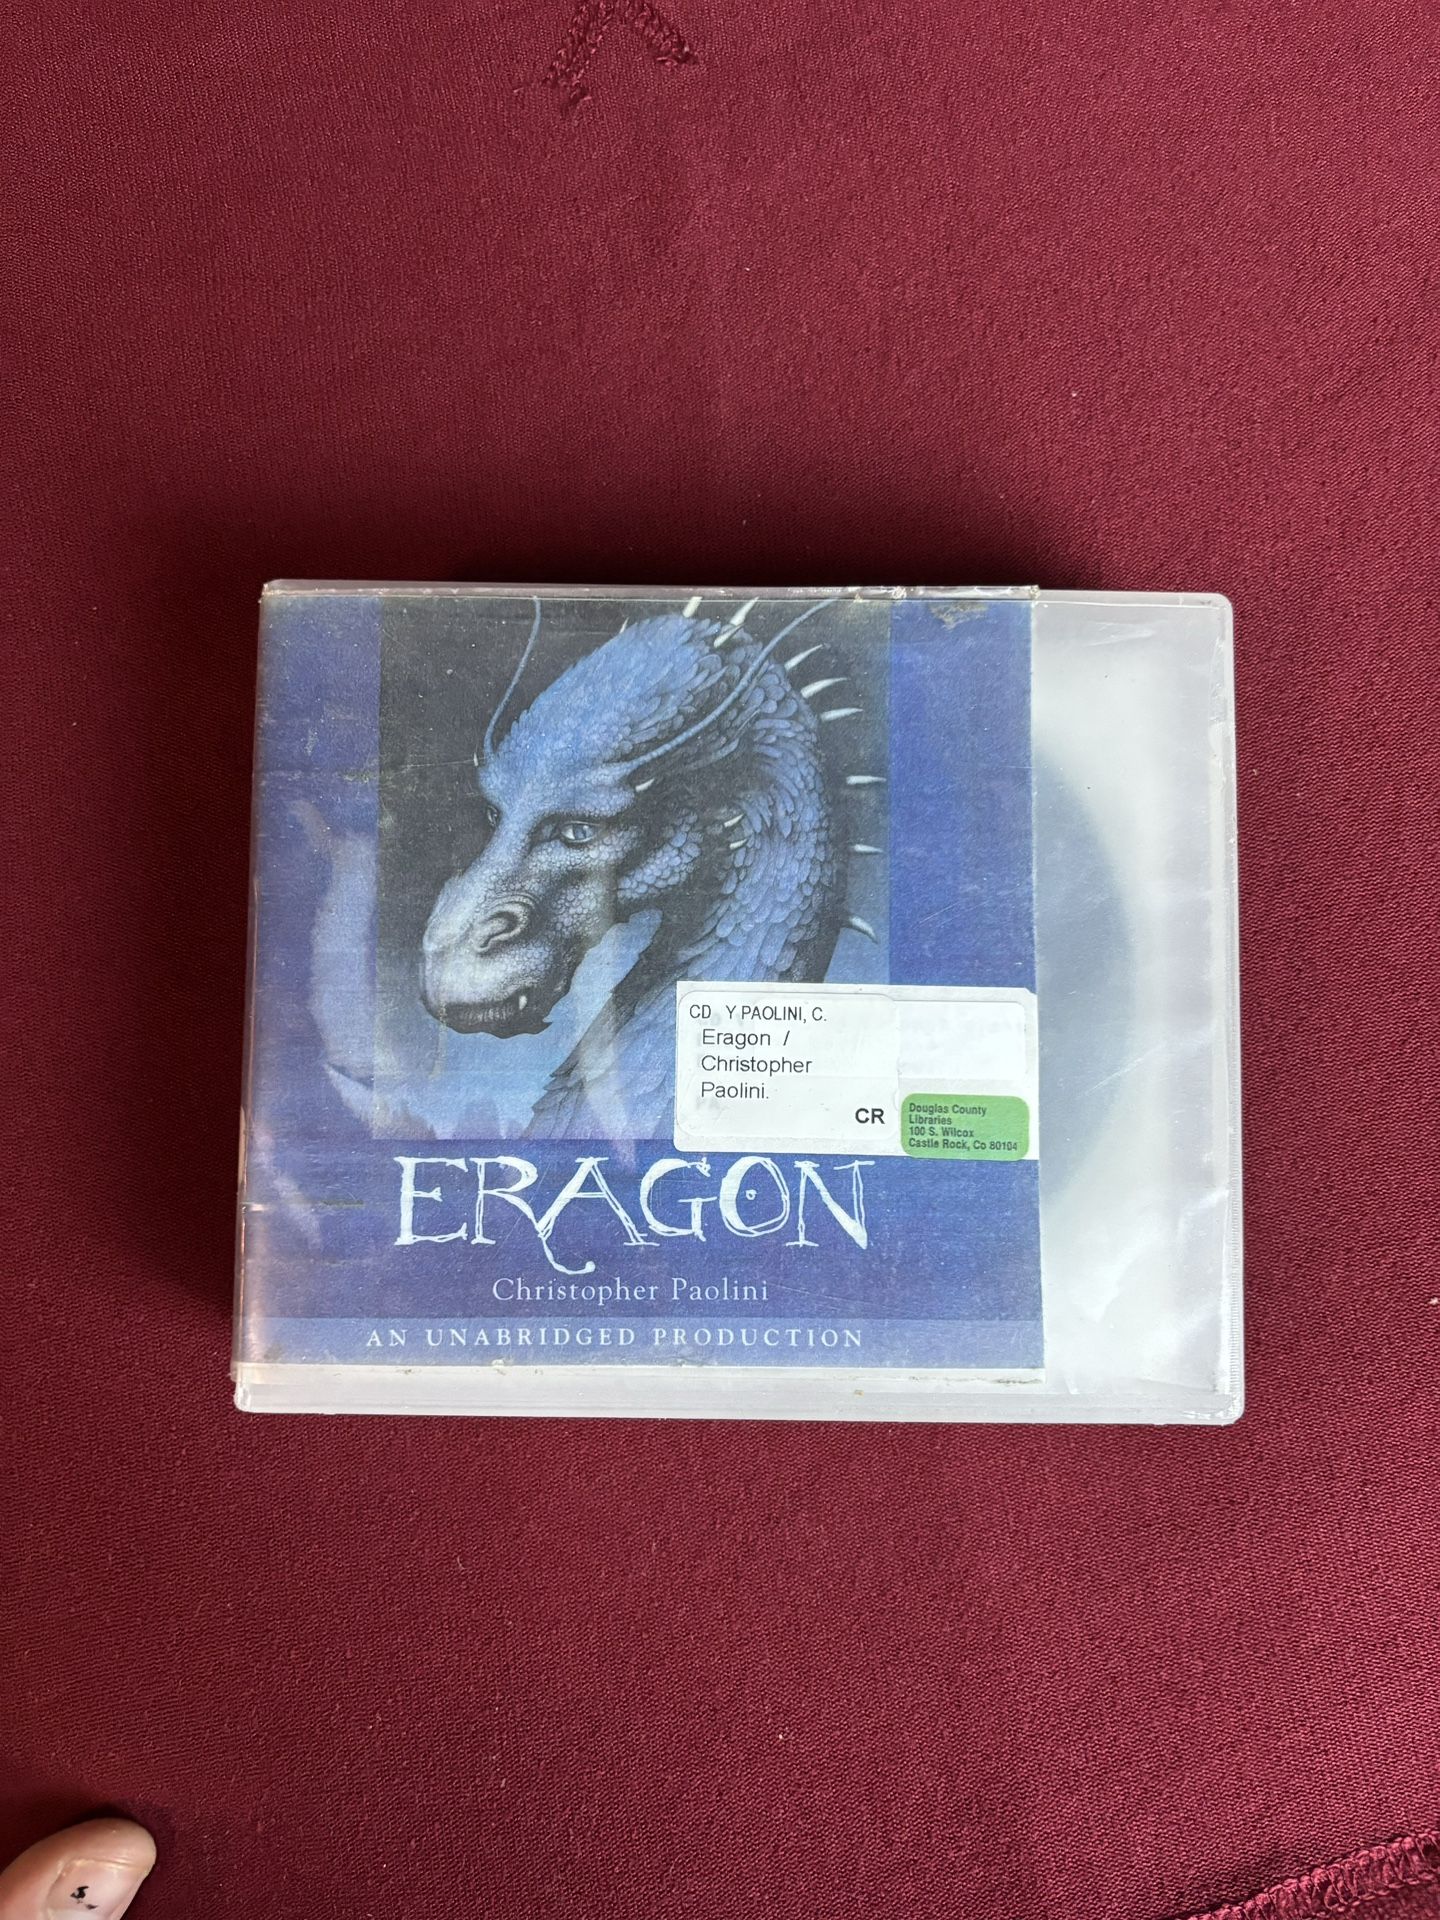 CD Y PAOLINI, C.
Eragon /
Christopher
Paolini.
CR
Douglas County
Libraries
100 S. Wilcox
Castle Rock, Co 80104
ERAGON
Christopher Paolini
AN UNABRIDGED PRODUCTION